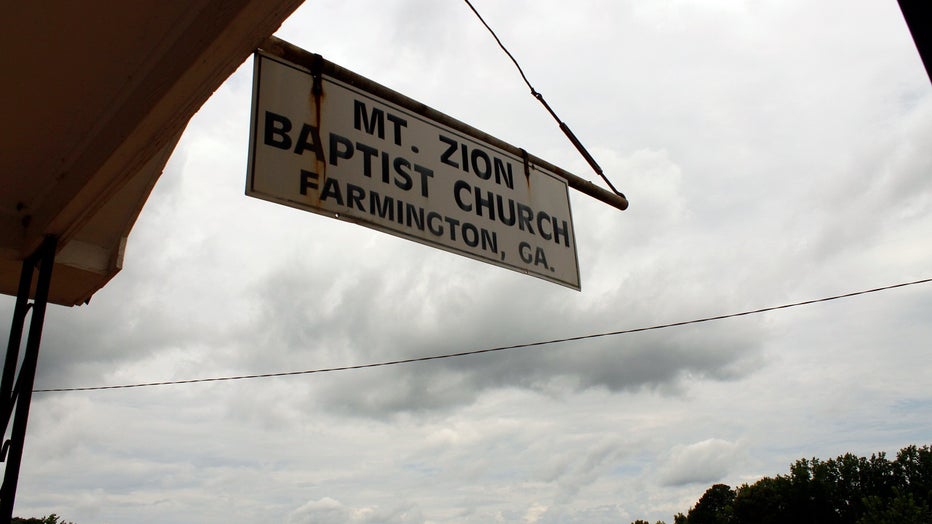 MT. ZION
BAPTIST CHURCH
FARMINGTON, GA.